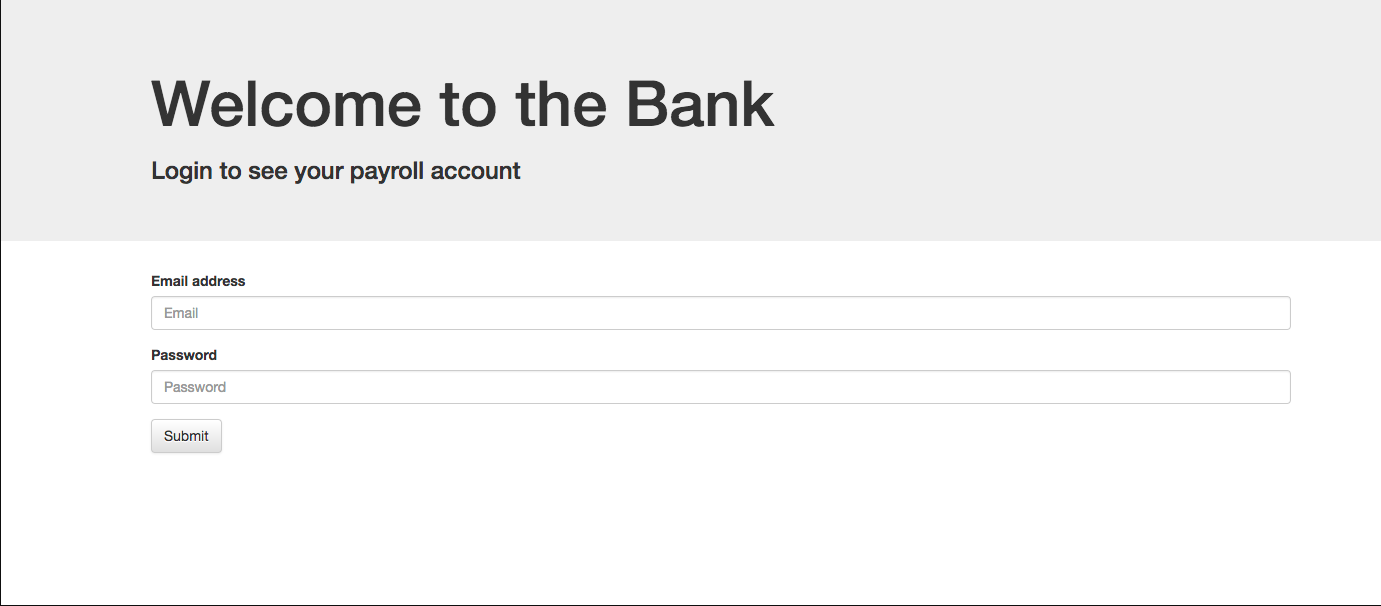 Welcome to the Bank
Login to see your payroll account
Email address
Email
Password
Password
Submit